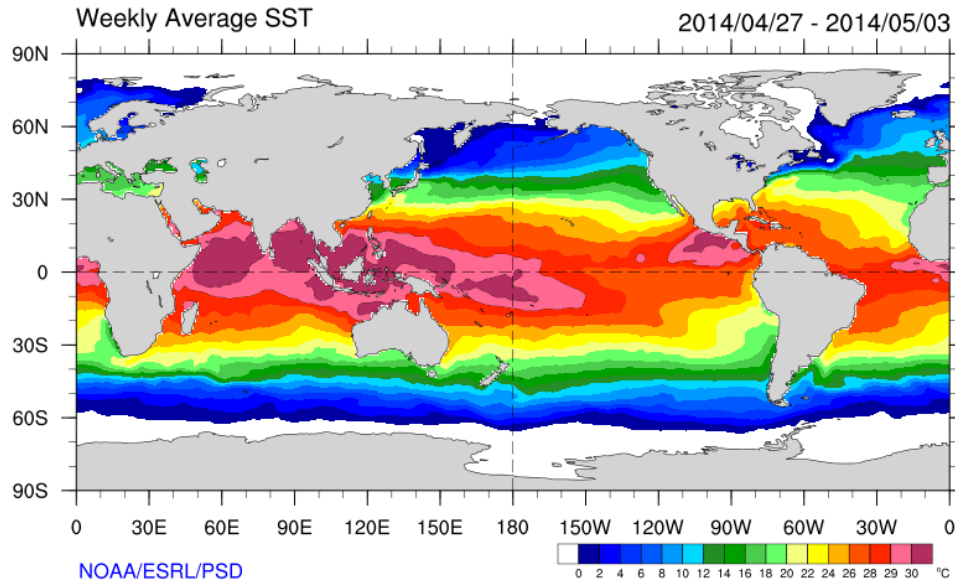 Weekly Average SST 2014/04/27 - 2014/05/03
90N
60N
30N
0
30S
60S
90S
0 30E 60E 90E 120E 150E 180 150W 120W 90W 60W 30W 0
0 2 4 6 8 10 12 14 16 18 20 22 24 26 28 29 30 °C
NOAA/ESRL/PSD